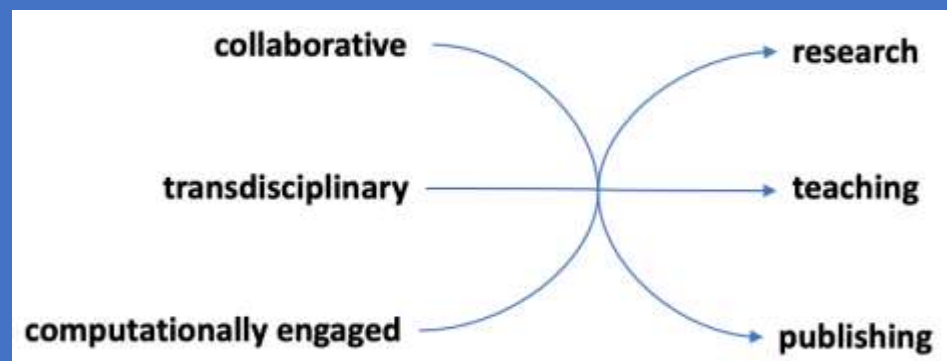 collaborative
research
transdisciplinary
teaching
computationally engaged
publishing